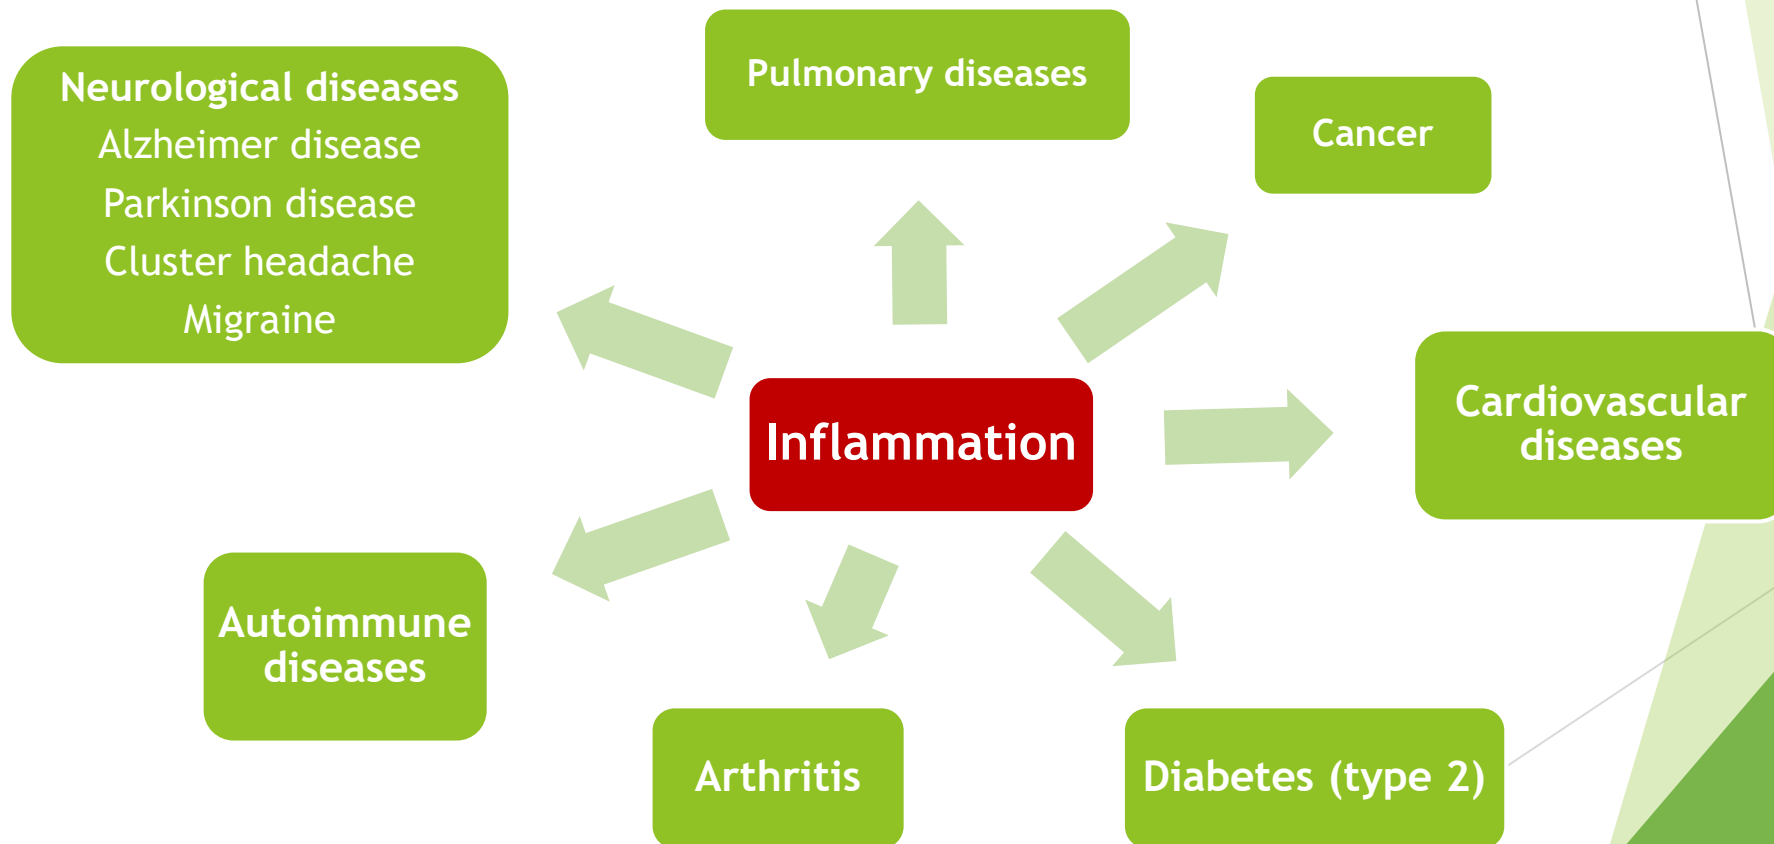 Neurological diseases
Alzheimer disease
Parkinson disease
Cluster headache
Migraine
Pulmonary diseases
Cancer
Inflammation
Cardiovascular
diseases
Autoimmune
diseases
Arthritis
Diabetes (type 2)